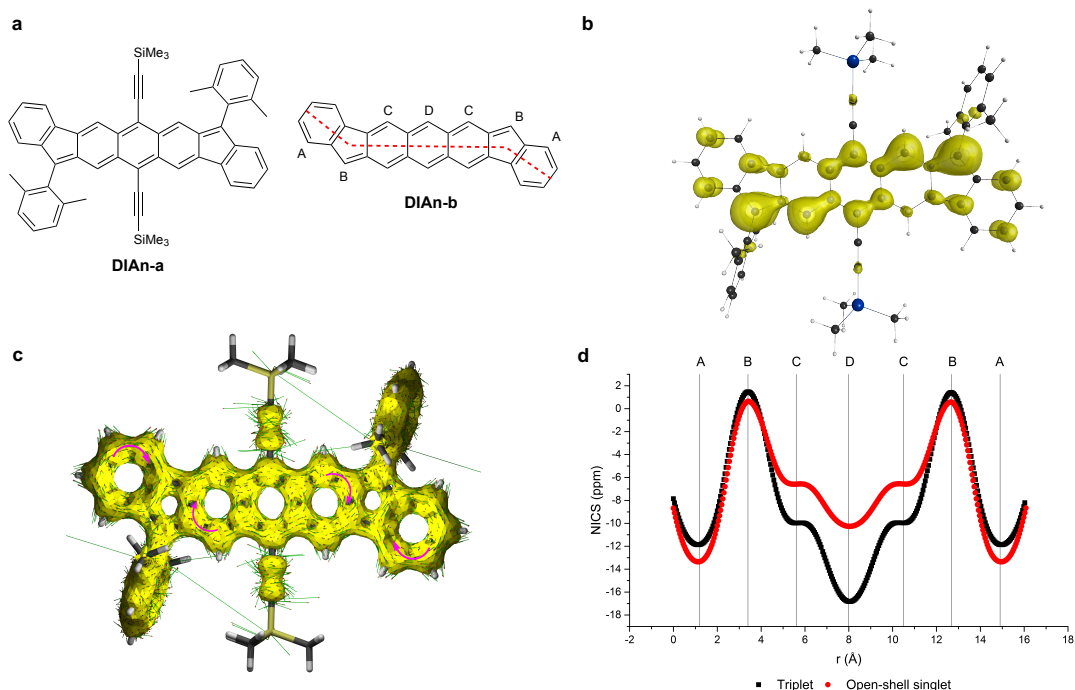 a
SiMe3
SiMe3
DIAn-a
C D C
B
A
A
B
DIAn-b
b
c
d
A B C D C B A
NICS (ppm)
2
0
-2
-4
-6
-8
-10
-12
-14
-16
-18
-2 0 2 4 6 8 10 12 14 16 18
r (Å)
Triplet Open-shell singlet